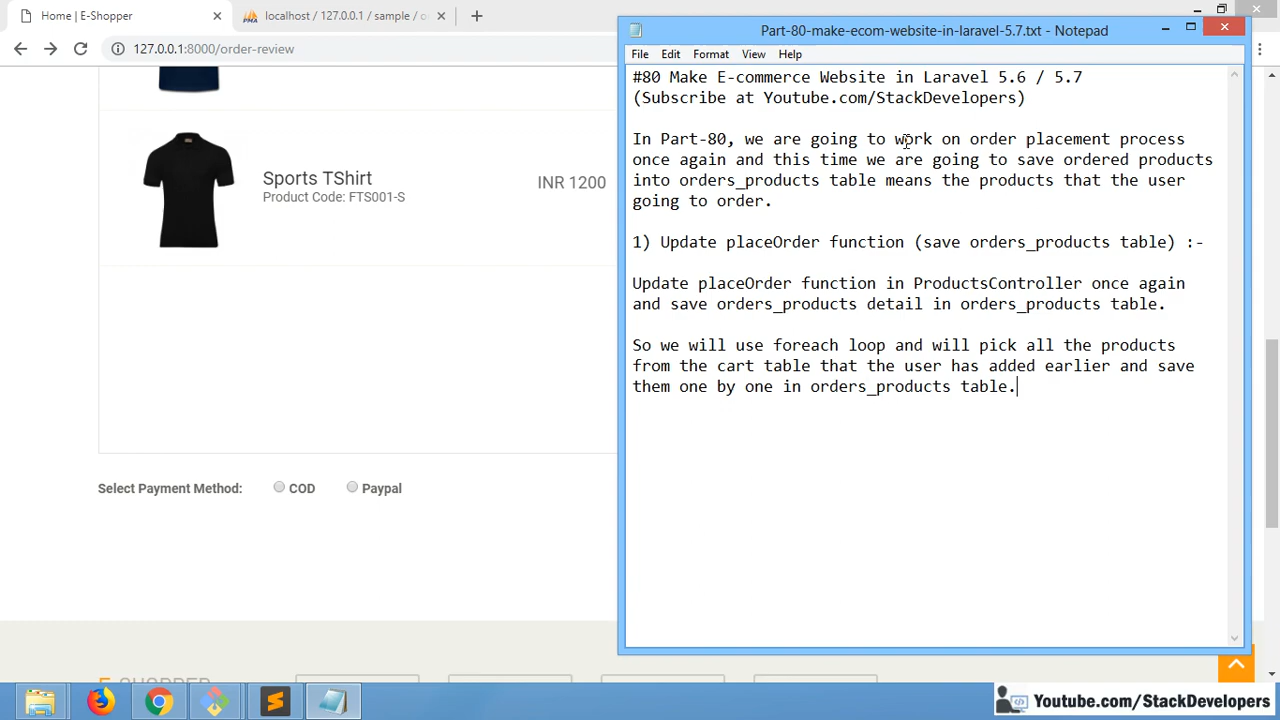 Home | E-Shopper
localhost / 127.0.0.1 / sample / o
127.0.0.1:8000/order-review
Part-80-make-ecom-website-in-laravel-5.7.txt - Notepad
File Edit Format View Help
#80 Make E-commerce Website in Laravel 5.6 / 5.7
(Subscribe at Youtube.com/StackDevelopers)
In Part-80, we are going to work on order placement process
once again and this time we are going to save ordered products
into orders_products table means the products that the user
going to order.
1) Update placeOrder function (save orders_products table) :-
Update placeOrder function in ProductsController once again
and save orders_products detail in orders_products table.
So we will use foreach loop and will pick all the products
from the cart table that the user has added earlier and save
them one by one in orders_products table.
Sports TShirt
Product Code: FTS001-S
INR 1200
Select Payment Method: COD Paypal
Youtube.com/StackDevelopers